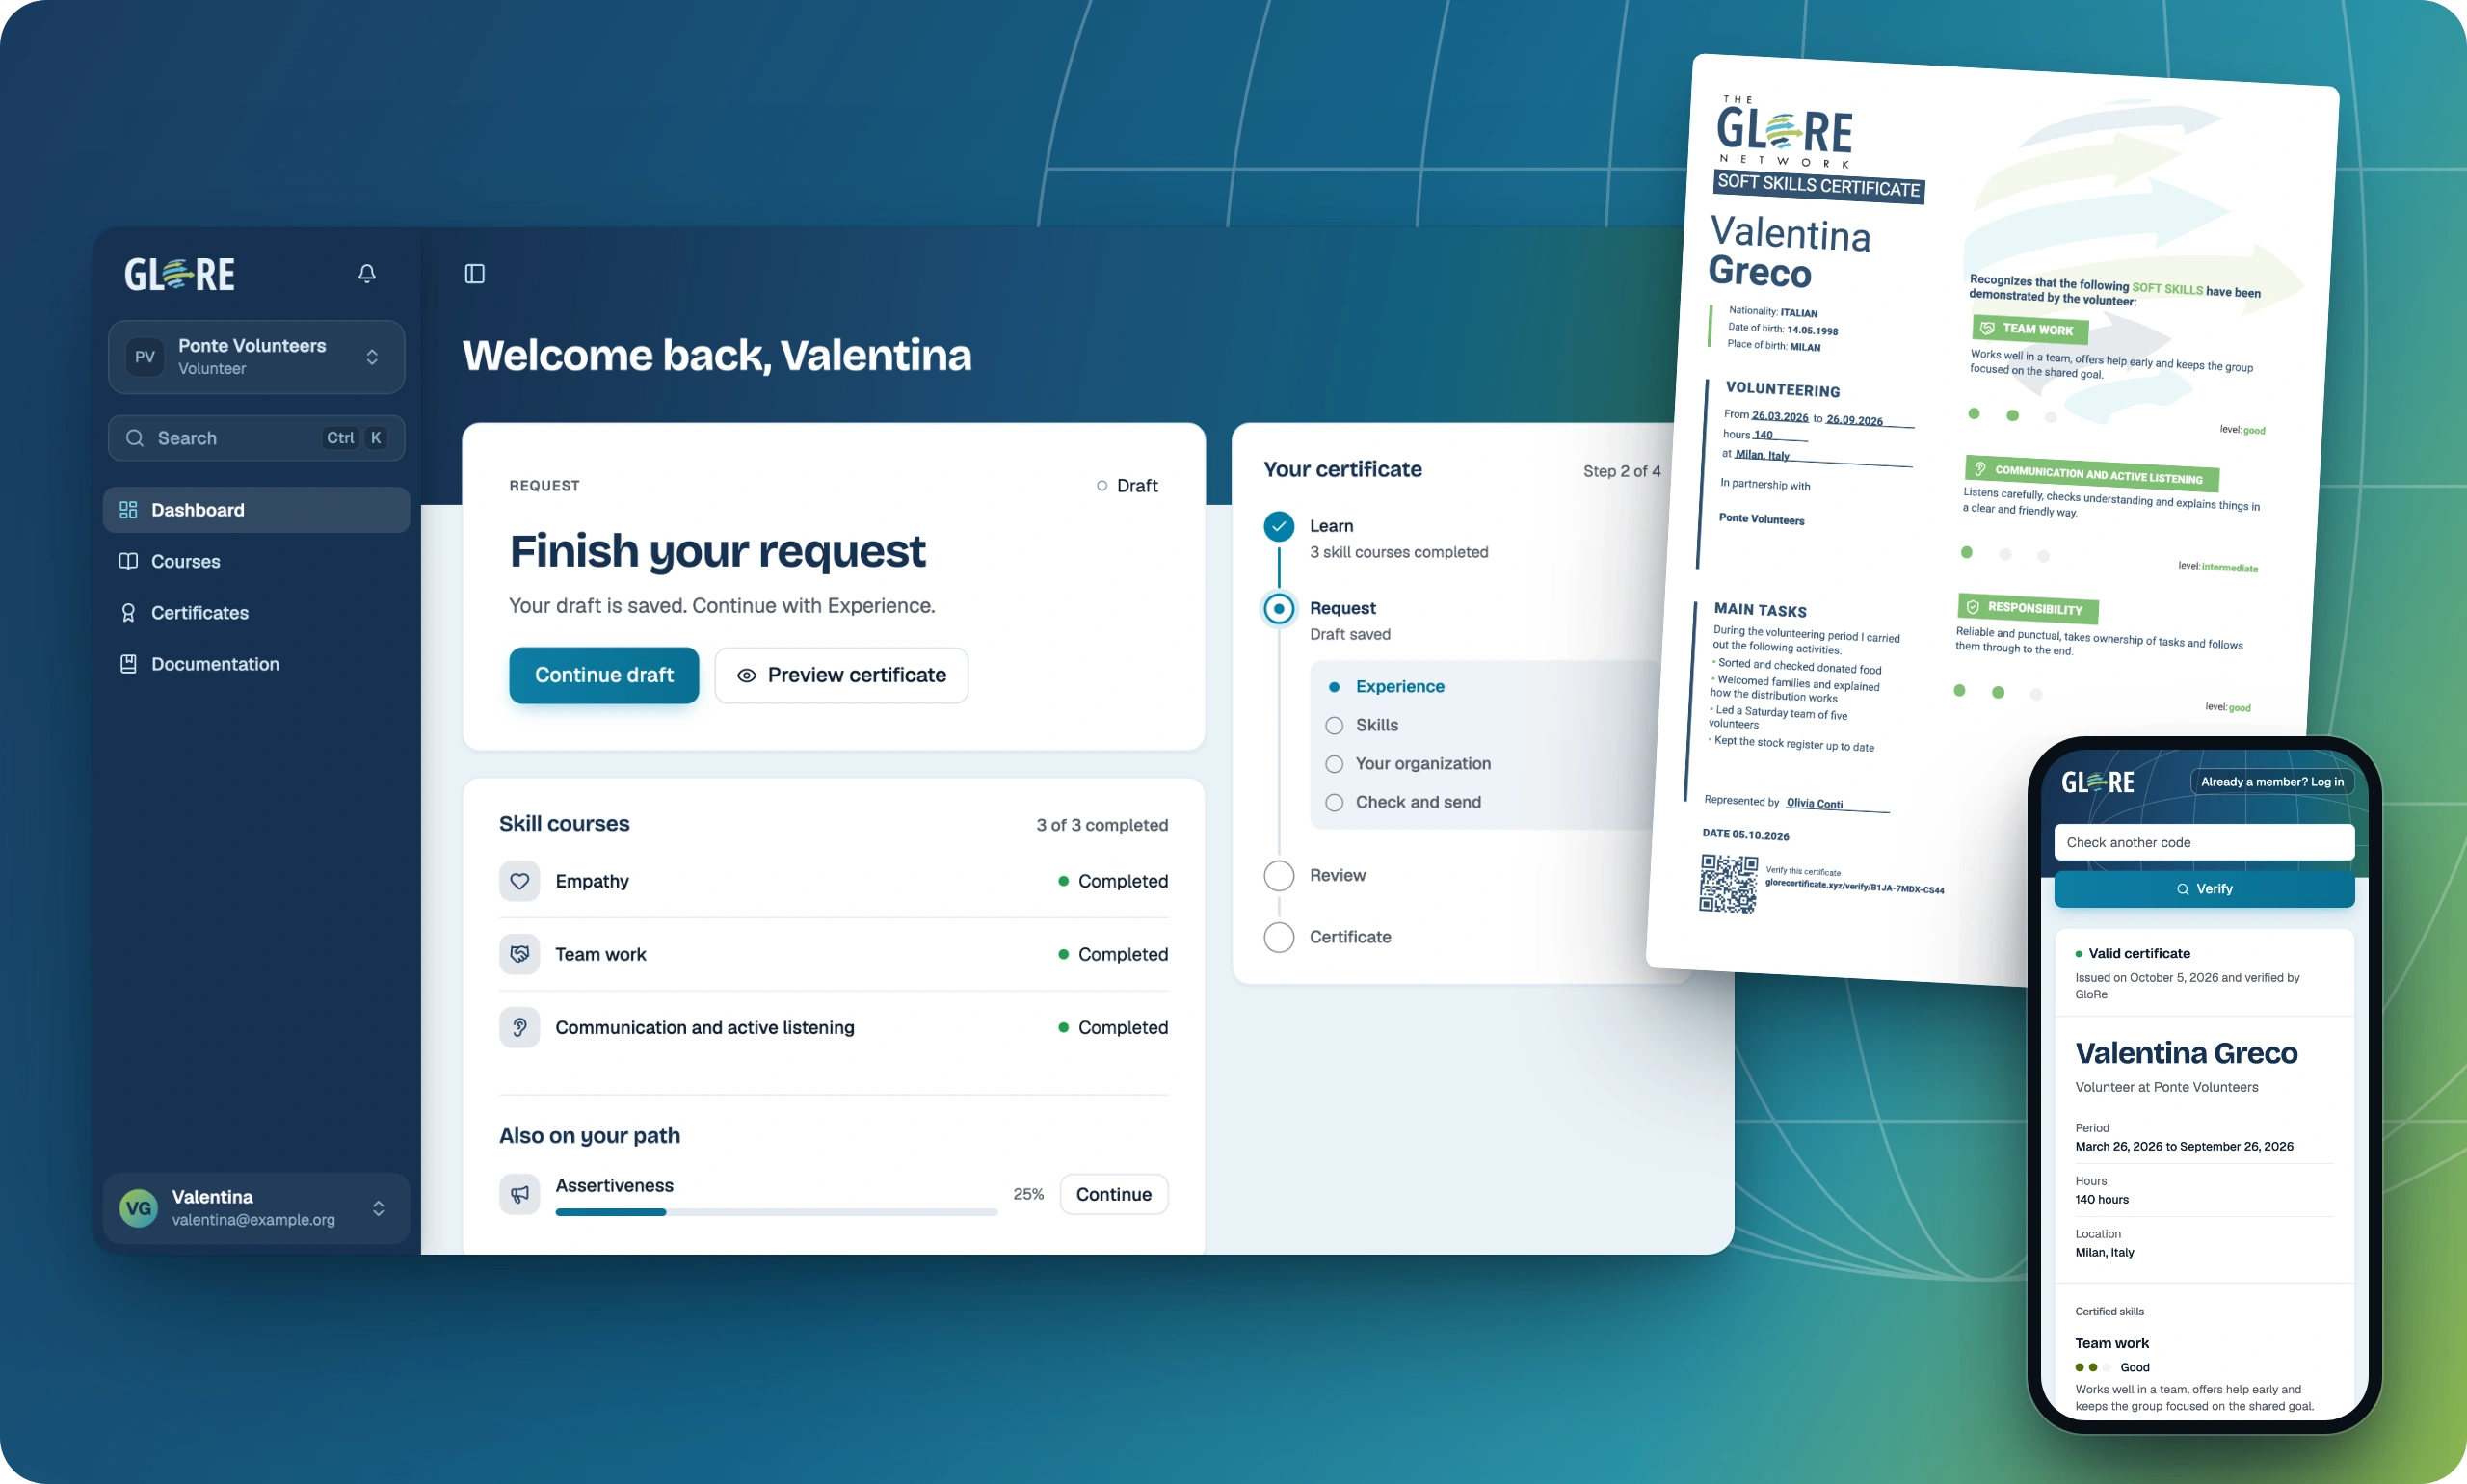 GLORE
PV
Ponte Volunteers
Volunteer
Search
Ctrl K
Dashboard
Courses
Certificates
Documentation
VG
Valentina
valentina@example.org
Welcome back, Valentina
REQUEST
Draft
Finish your request
Your draft is saved. Continue with Experience.
Continue draft
Preview certificate
Skill courses
3 of 3 completed
Empathy
Completed
Team work
Completed
Communication and active listening
Completed
Also on your path
Assertiveness
25%
Continue
Your certificate
Step 2 of 4
Learn
3 skill courses completed
Request
Draft saved
Experience
Skills
Your organization
Check and send
Review
Certificate
THE
GLORE
NETWORK
SOFT SKILLS CERTIFICATE
Valentina
Greco
Nationality: ITALIAN
Date of birth: 14.05.1998
Place of birth: MILAN
VOLUNTEERING
From 26.03.2026 to 26.09.2026
hours 140
at Milan, Italy
In partnership with
Ponte Volunteers
MAIN TASKS
During the volunteering period I carried
out the following activities:
• Sorted and checked donated food
• Welcomed families and explained
how the distribution works
• Led a Saturday team of five
volunteers
• Kept the stock register up to date
Represented by Olivia Conti
DATE 05.10.2026
Verify this certificate
glorecertificate.xyz/verify/B1JA-7MDX-CS44
Recognizes that the following SOFT SKILLS have been
demonstrated by the volunteer:
TEAM WORK
Works well in a team, offers help early and keeps the group
focused on the shared goal.
level: good
COMMUNICATION AND ACTIVE LISTENING
Listens carefully, checks understanding and explains things in
a clear and friendly way.
level: intermediate
RESPONSIBILITY
Reliable and punctual, takes ownership of tasks and follows
them through to the end.
level: good
GLORE
Already a member? Log in
Check another code
Verify
Valid certificate
Issued on October 5, 2026 and verified by
GloRe
Valentina Greco
Volunteer at Ponte Volunteers
Period
March 26, 2026 to September 26, 2026
Hours
140 hours
Location
Milan, Italy
Certified skills
Team work
Good
Works well in a team, offers help early and
keeps the group focused on the shared goal.